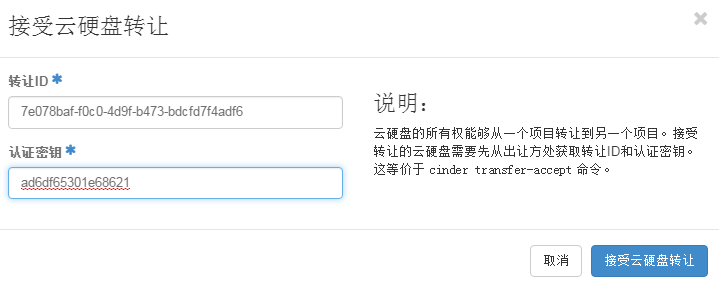 接受云硬盘转让
×
转让ID *
7e078baf-f0c0-4d9f-b473-bdcfd7f4adf6
认证密钥 *
ad6df65301e68621
说明：
云硬盘的所有权能够从一个项目转让到另一个项目。接受
转让的云硬盘需要先从出让方处获取转让ID和认证密钥。
这等价于 cinder transfer-accept 命令。
取消
接受云硬盘转让